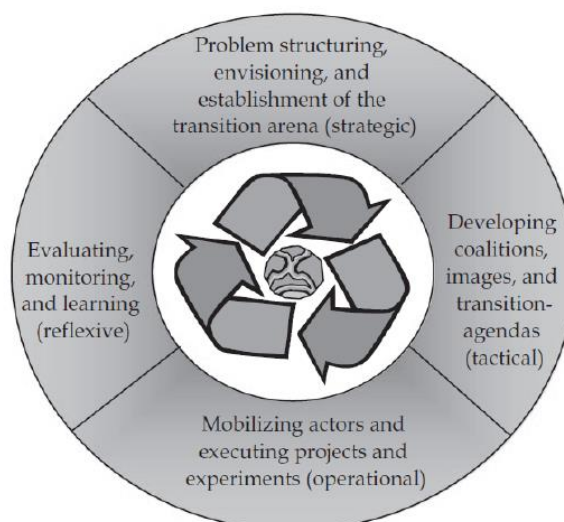 Problem structuring,
envisioning, and
establishment of the
transition arena (strategic)
Developing
coalitions,
images, and
transition-
agendas
(tactical)
Mobilizing actors and
executing projects and
experiments (operational)
Evaluating,
monitoring,
and learning
(reflexive)